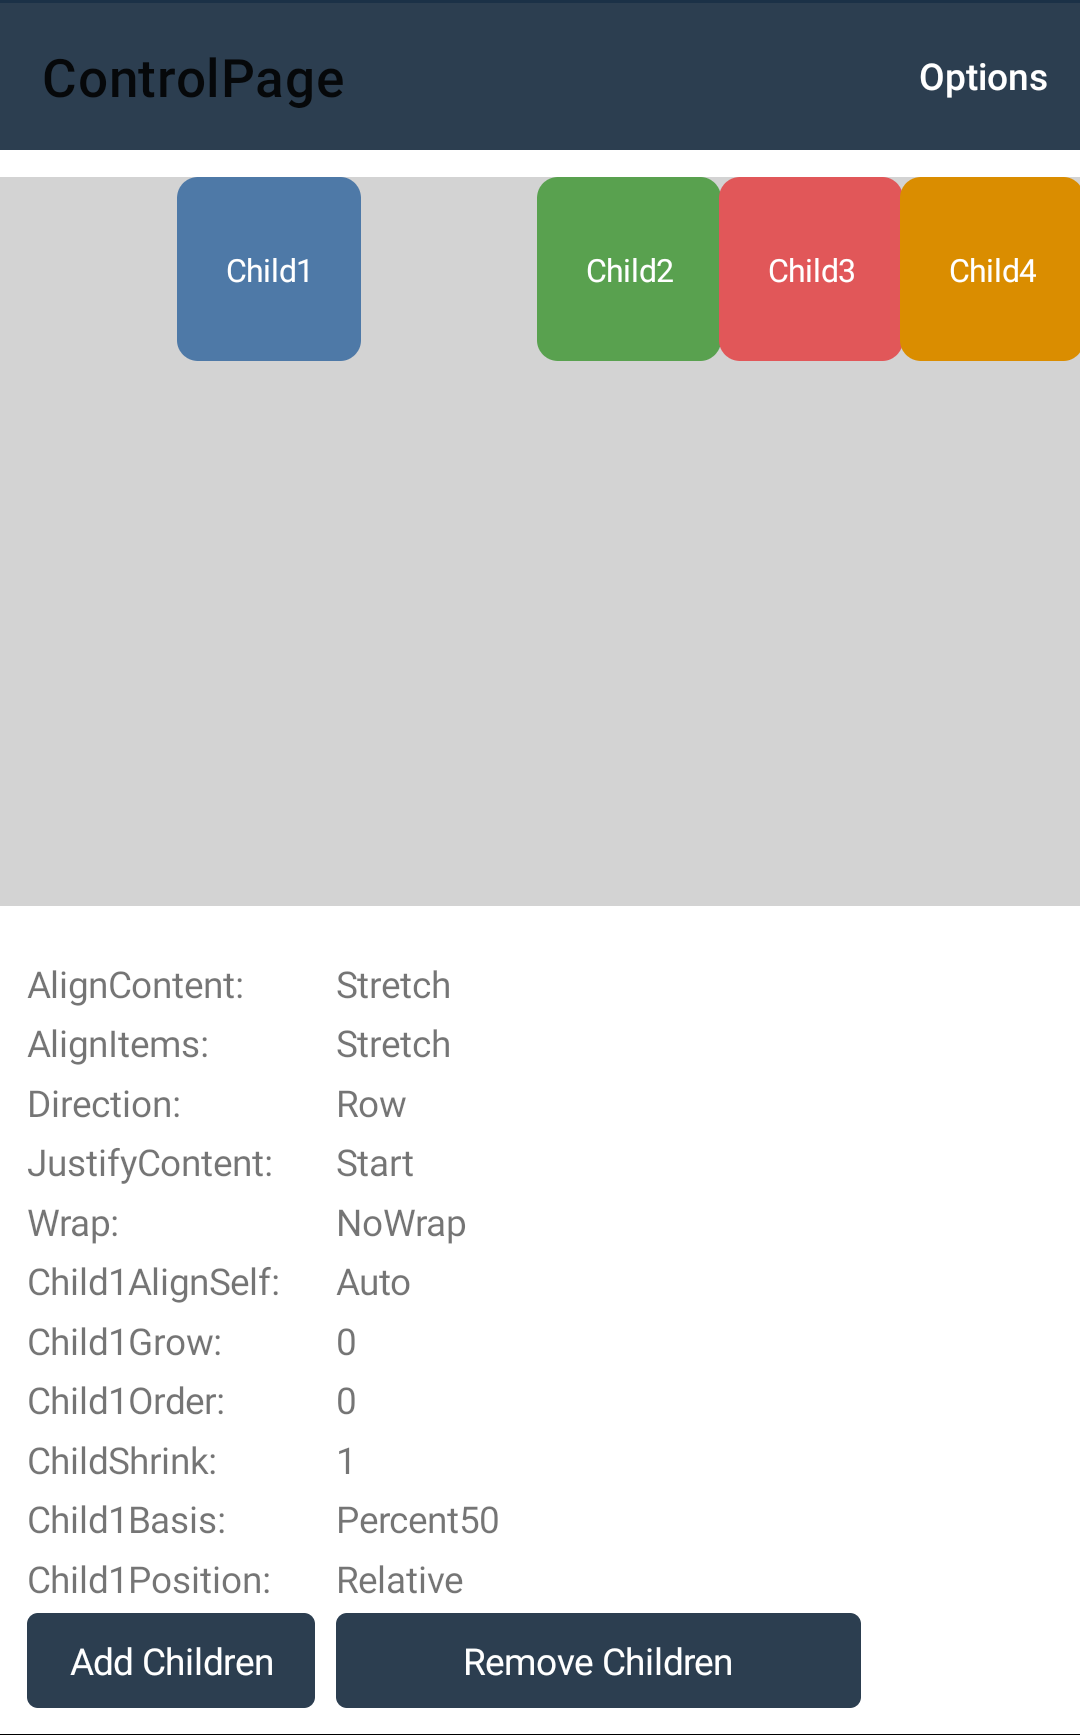 ControlPage Options
Child1 Child2 Child3 Child4
AlignContent: Stretch
AlignItems: Stretch
Direction: Row
JustifyContent: Start
Wrap: NoWrap
Child1AlignSelf: Auto
Child1Grow: 0
Child1Order: 0
ChildShrink: 1
Child1Basis: Percent50
Child1Position: Relative
Add Children Remove Children